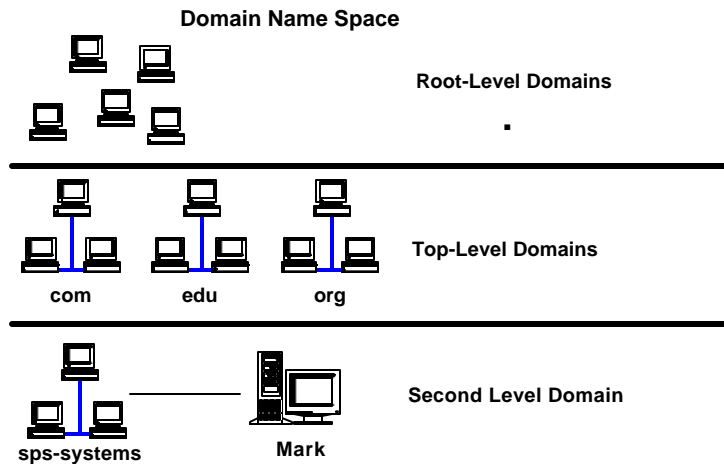 Domain Name Space
Root-Level Domains
.
Top-Level Domains
com
edu
org
Second Level Domain
sps-systems
Mark